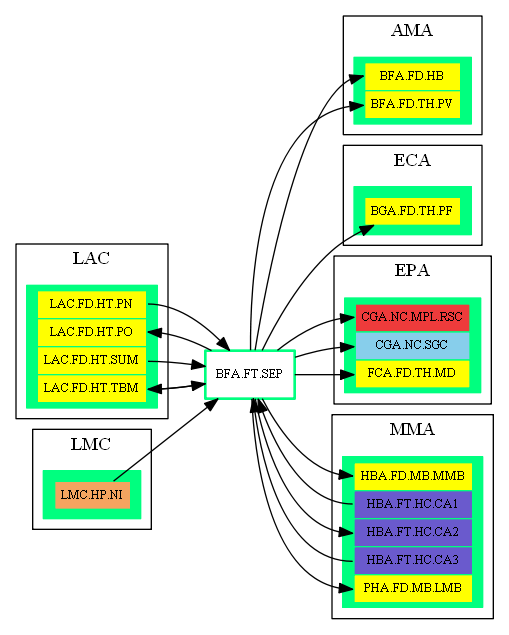 AMA
BFA.FD.HB
BFA.FD.TH.PV
ECA
BGA.FD.TH.PF
LAC
LAC.FD.HT.PN
LAC.FD.HT.PO
LAC.FD.HT.SUM
LAC.FD.HT.TBM
EPA
CGA.NC.MPL.RSC
CGA.NC.SGC
FCA.FD.TH.MD
BFA.FT.SEP
LMC
LMC.HP.NI
MMA
HBA.FD.MB.MMB
HBA.FT.HC.CA1
HBA.FT.HC.CA2
HBA.FT.HC.CA3
PHA.FD.MB.LMB